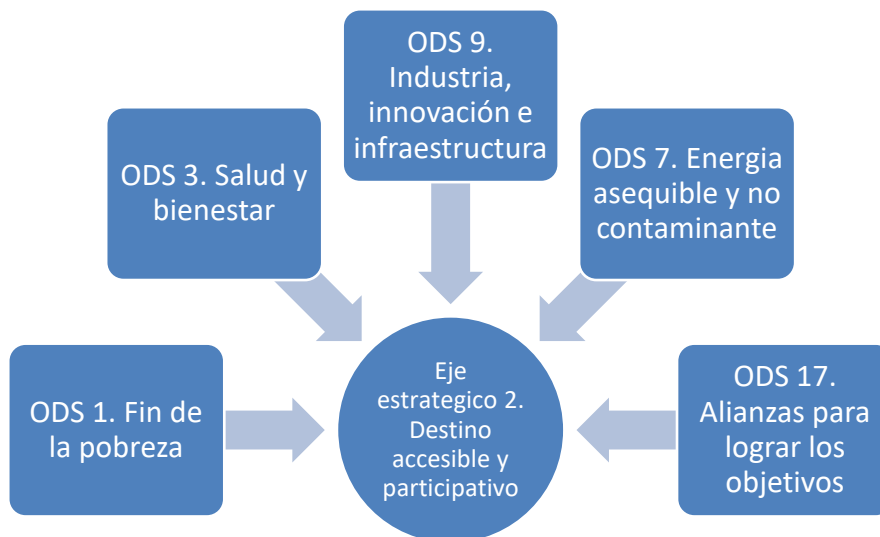 ODS 1. Fin de
la pobreza
ODS 3. Salud y
bienestar
ODS 9.
Industria,
innovación e
infraestructura
ODS 7. Energia
asequible y no
contaminante
ODS 17.
Alianzas para
lograr los
objetivos
Eje
estrategico 2.
Destino
accesible y
participativo